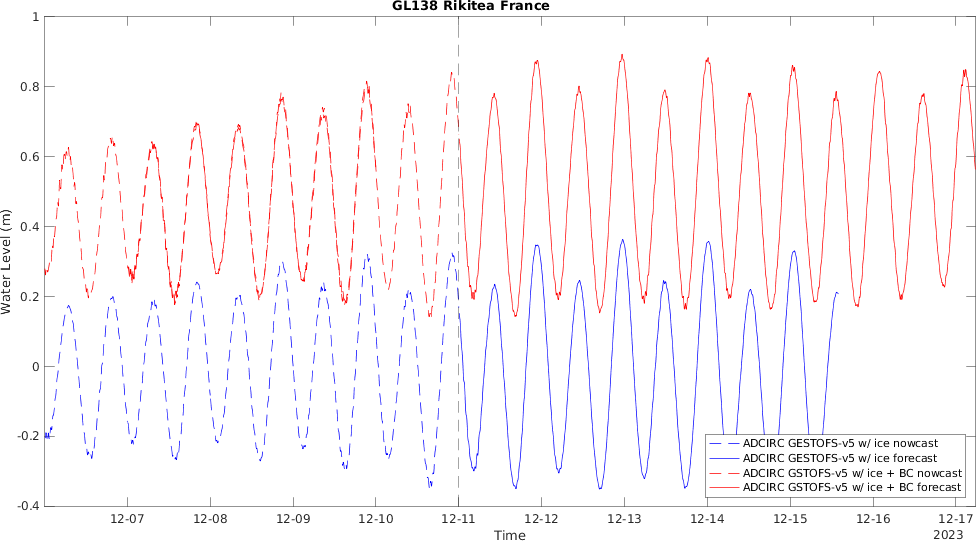 GL138 Rikitea France
1
0.8
0.6
0.4
0.2
0
-0.2
-0.4
Water Level (m)
ADCIRC GESTOFS-v5 w/ ice nowcast
ADCIRC GESTOFS-v5 w/ ice forecast
ADCIRC GSTOFS-v5 w/ ice + BC nowcast
ADCIRC GSTOFS-v5 w/ ice + BC forecast
12-07 12-08 12-09 12-10 12-11 12-12 12-13 12-14 12-15 12-16 12-17
Time 2023